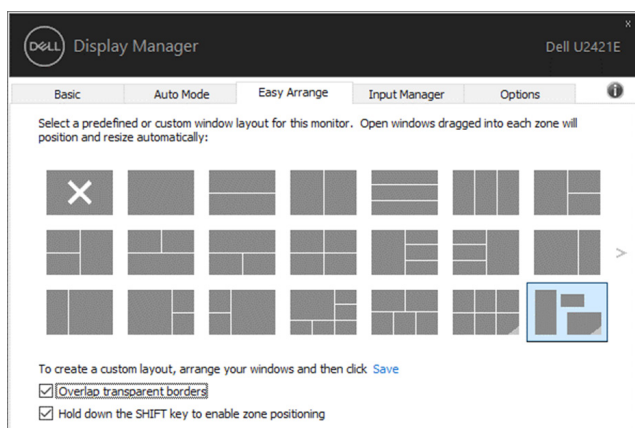 DELL Display Manager
x
Dell U2421E
Basic Auto Mode Easy Arrange Input Manager Options
Select a predefined or custom window layout for this monitor. Open windows dragged into each zone will
position and resize automatically:
To create a custom layout, arrange your windows and then click Save
Overlap transparent borders
Hold down the SHIFT key to enable zone positioning